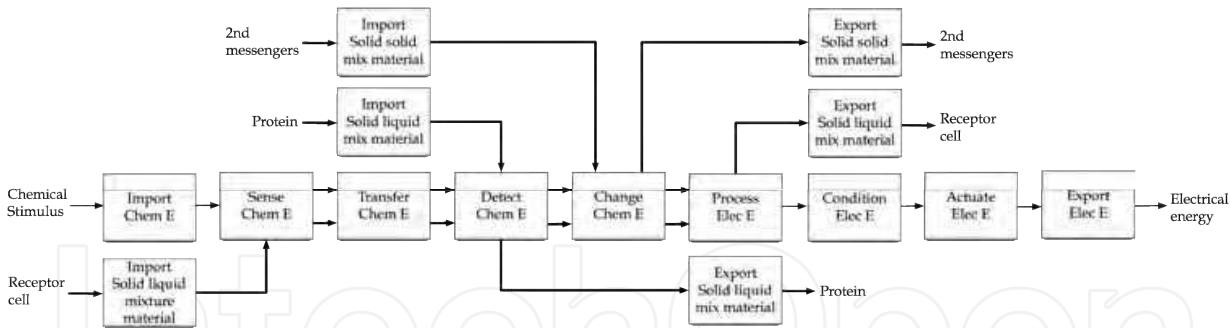 2nd
messengers
Import
Solid solid
mix material
Export
Solid solid
mix material
2nd
messengers
Protein
Import
Solid liquid
mix material
Export
Solid liquid
mix material
Receptor
cell
Chemical
Stimulus
Import
Chem E
Sense
Chem E
Transfer
Chem E
Detect
Chem E
Change
Chem E
Process
Elec E
Condition
Elec E
Actuate
Elec E
Export
Elec E
Electrical
energy
Receptor
cell
Import
Solid liquid
mixture
material
Export
Solid liquid
mix material
Protein
IntechOpen